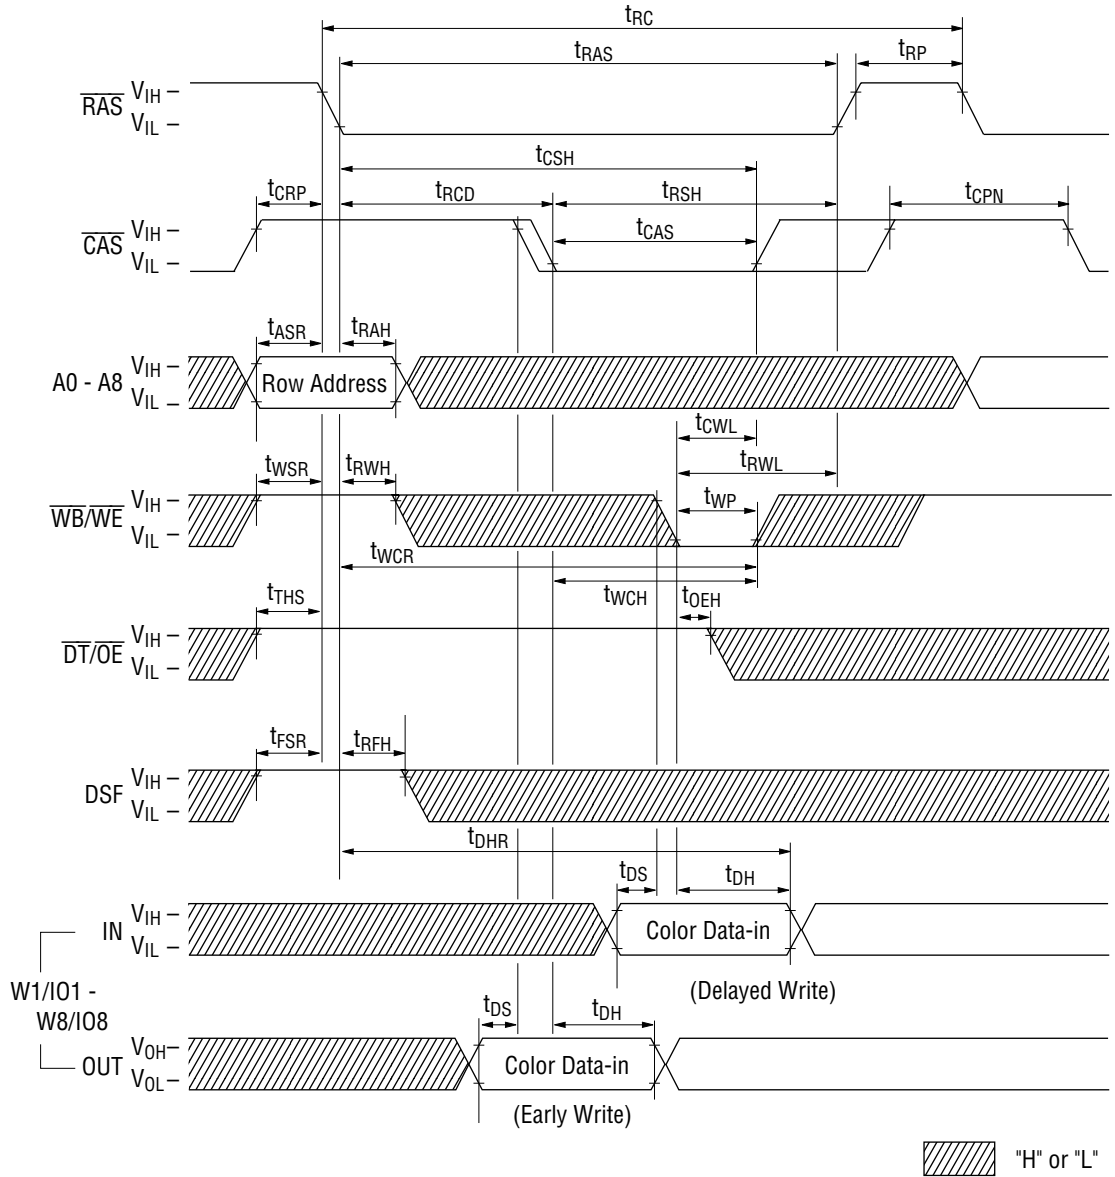 tRC
tRAS
tRP
RAS
VIH
VIL
tCSH
tCRP
tRCD
tRSH
tCPN
CAS
VIH
VIL
tCAS
tASR
tRAH
A0 - A8
VIH
VIL
Row Address
tCWL
tWSR
tRWH
tRWL
WB/WE
VIH
VIL
tWP
tWCR
tWCH
tTHS
tOEH
DT/OE
VIH
VIL
tFSR
tRFH
DSF
VIH
VIL
tDHR
tDS
tDH
IN
VIH
VIL
Color Data-in
(Delayed Write)
W1/IO1 -
W8/IO8
tDS
tDH
OUT
VOH
VOL
Color Data-in
(Early Write)
"H" or "L"